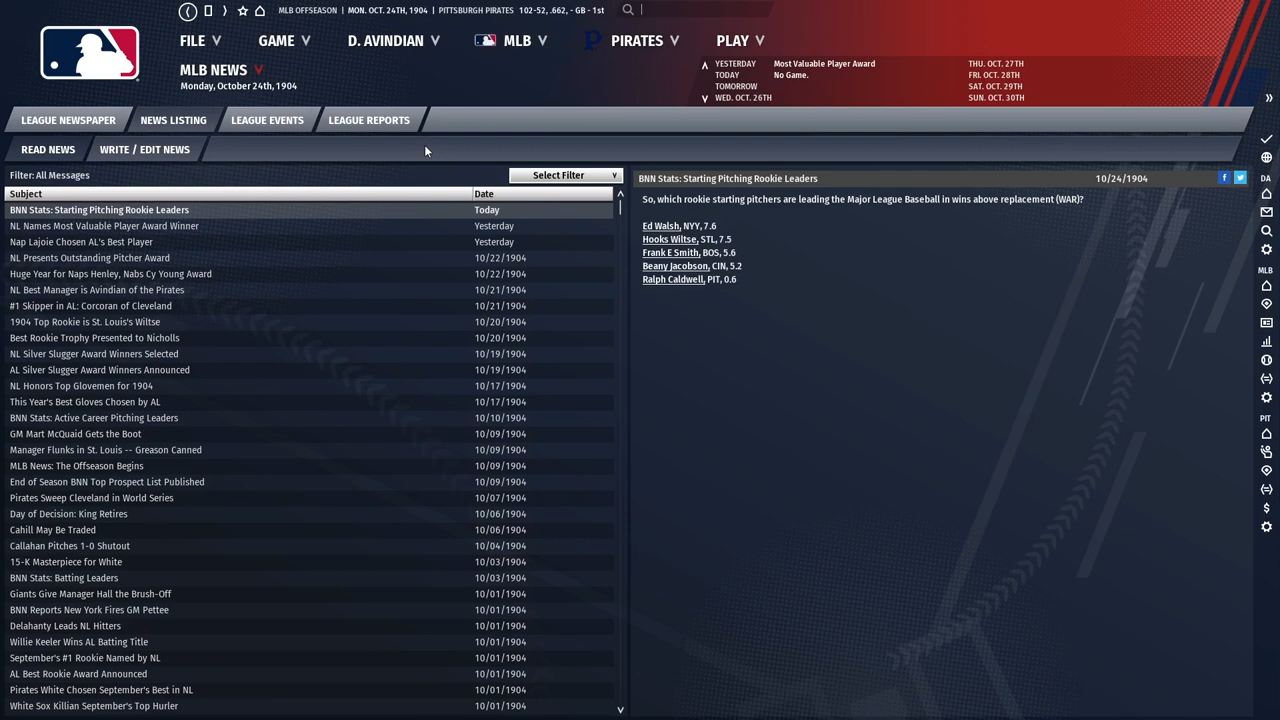 MLB OFFSEASON | MON. OCT. 24TH, 1904 | PITTSBURGH PIRATES 102-52, .662, - GB - 1st
FILE GAME D. AVINDIAN MLB PIRATES PLAY
MLB NEWS
Monday, October 24th, 1904
YESTERDAY Most Valuable Player Award THU. OCT. 27TH
TODAY No Game. FRI. OCT. 28TH
TOMORROW SAT. OCT. 29TH
WED. OCT. 26TH SUN. OCT. 30TH
LEAGUE NEWSPAPER NEWS LISTING LEAGUE EVENTS LEAGUE REPORTS
READ NEWS WRITE / EDIT NEWS
Filter: All Messages Select Filter
Subject Date
BNN Stats: Starting Pitching Rookie Leaders Today
NL Names Most Valuable Player Award Winner Yesterday
Nap Lajoie Chosen AL's Best Player Yesterday
NL Presents Outstanding Pitcher Award 10/22/1904
Huge Year for Naps Henley, Nabs Cy Young Award 10/22/1904
NL Best Manager is Avindian of the Pirates 10/21/1904
#1 Skipper in AL: Corcoran of Cleveland 10/21/1904
1904 Top Rookie is St. Louis's Wiltse 10/20/1904
Best Rookie Trophy Presented to Nicholls 10/20/1904
NL Silver Slugger Award Winners Selected 10/19/1904
AL Silver Slugger Award Winners Announced 10/19/1904
NL Honors Top Glovemen for 1904 10/17/1904
This Year's Best Gloves Chosen by AL 10/17/1904
BNN Stats: Active Career Pitching Leaders 10/10/1904
GM Mart McQuaid Gets the Boot 10/09/1904
Manager Flunks in St. Louis -- Greason Canned 10/09/1904
MLB News: The Offseason Begins 10/09/1904
End of Season BNN Top Prospect List Published 10/09/1904
Pirates Sweep Cleveland in World Series 10/07/1904
Day of Decision: King Retires 10/06/1904
Cahill May Be Traded 10/06/1904
Callahan Pitches 1-0 Shutout 10/04/1904
15-K Masterpiece for White 10/03/1904
BNN Stats: Batting Leaders 10/03/1904
Giants Give Manager Hall the Brush-Off 10/01/1904
BNN Reports New York Fires GM Pettee 10/01/1904
Delahanty Leads NL Hitters 10/01/1904
Willie Keeler Wins AL Batting Title 10/01/1904
September's #1 Rookie Named by NL 10/01/1904
AL Best Rookie Award Announced 10/01/1904
Pirates White Chosen September's Best in NL 10/01/1904
White Sox Killian September's Top Hurler 10/01/1904
BNN Stats: Starting Pitching Rookie Leaders 10/24/1904
So, which rookie starting pitchers are leading the Major League Baseball in wins above replacement (WAR)?
Ed Walsh, NYY, 7.6
Hooks Wiltse, STL, 7.5
Frank E Smith, BOS, 5.6
Beany Jacobson, CIN, 5.2
Ralph Caldwell, PIT, 0.6
DA
MLB
PIT